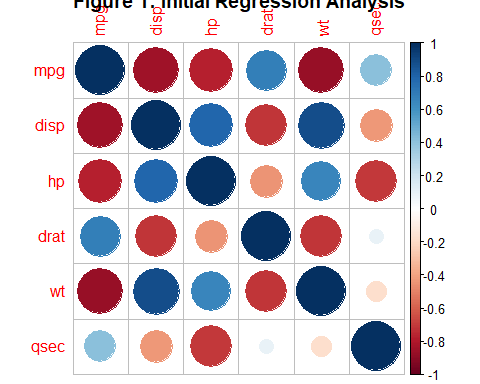 Figure 1: Initial Regression Analysis
mpg disp hp drat wt qsec
mpg
disp
hp
drat
wt
qsec
1
0.8
0.6
0.4
0.2
0
-0.2
-0.4
-0.6
-0.8
-1